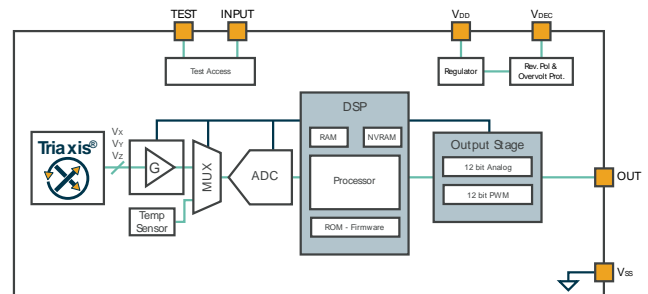 TEST INPUT VDD VDEC
Test Access
Regulator
Rev. Pol &
Overvolt Prot.
DSP
RAM NVRAM
Processor
ROM - Firmware
Triaxis®
VX
VY
VZ
G
MUX
ADC
Temp
Sensor
Output Stage
12 bit Analog
12 bit PWM
OUT
VSS